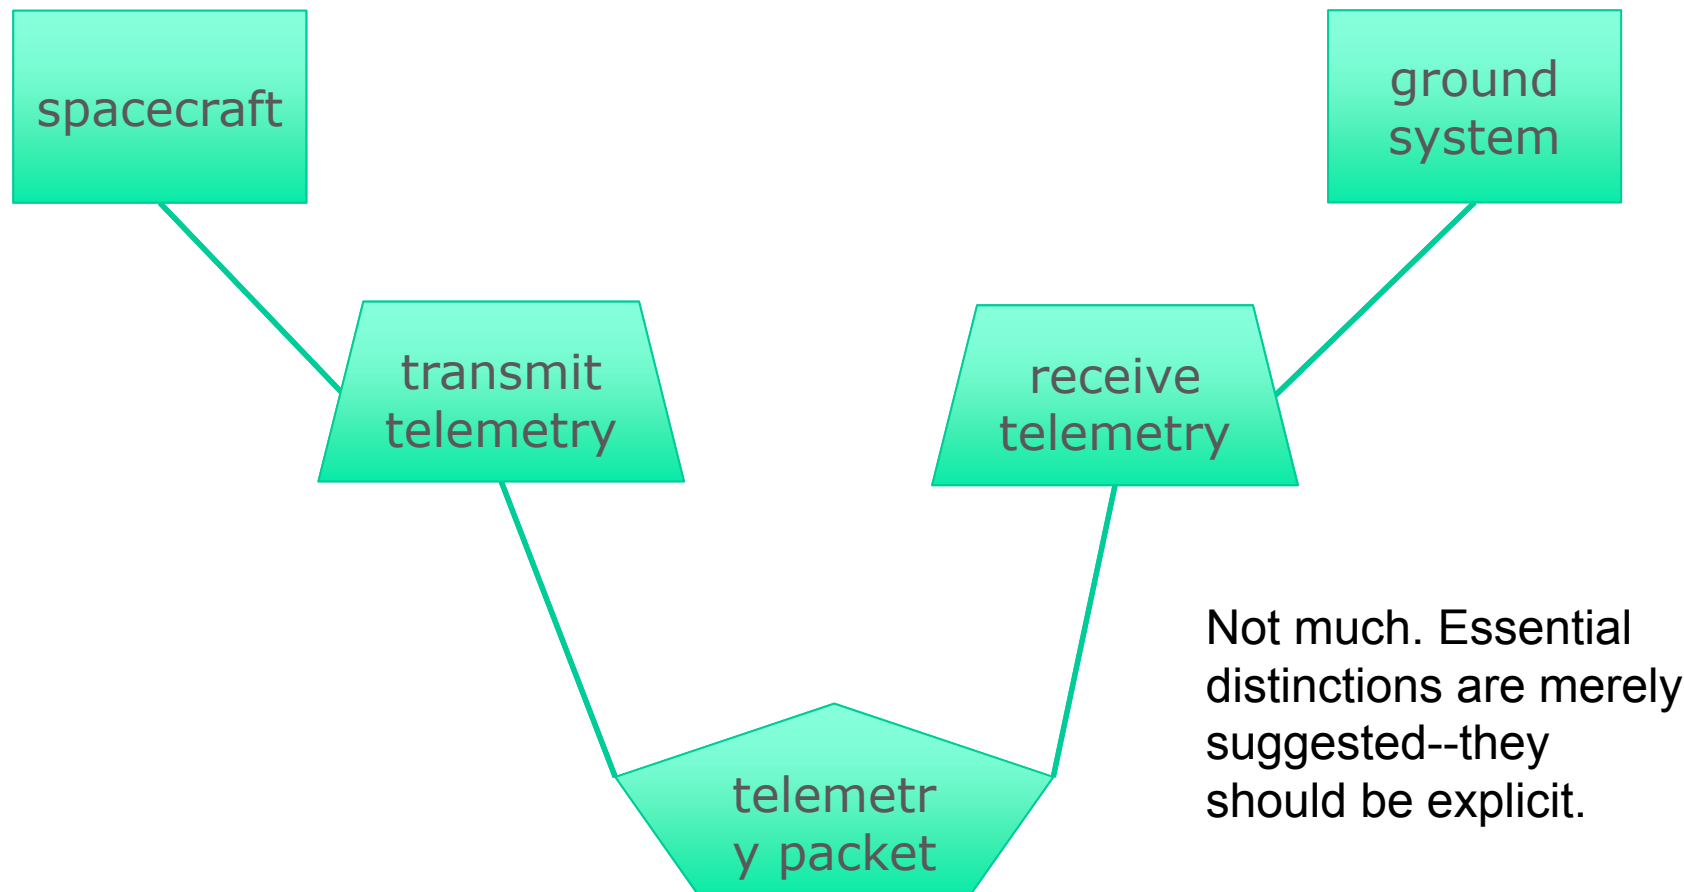 spacecraft
ground
system
transmit
telemetry
receive
telemetry
Not much. Essential
distinctions are merely
suggested--they
should be explicit.
telemetr
y packet